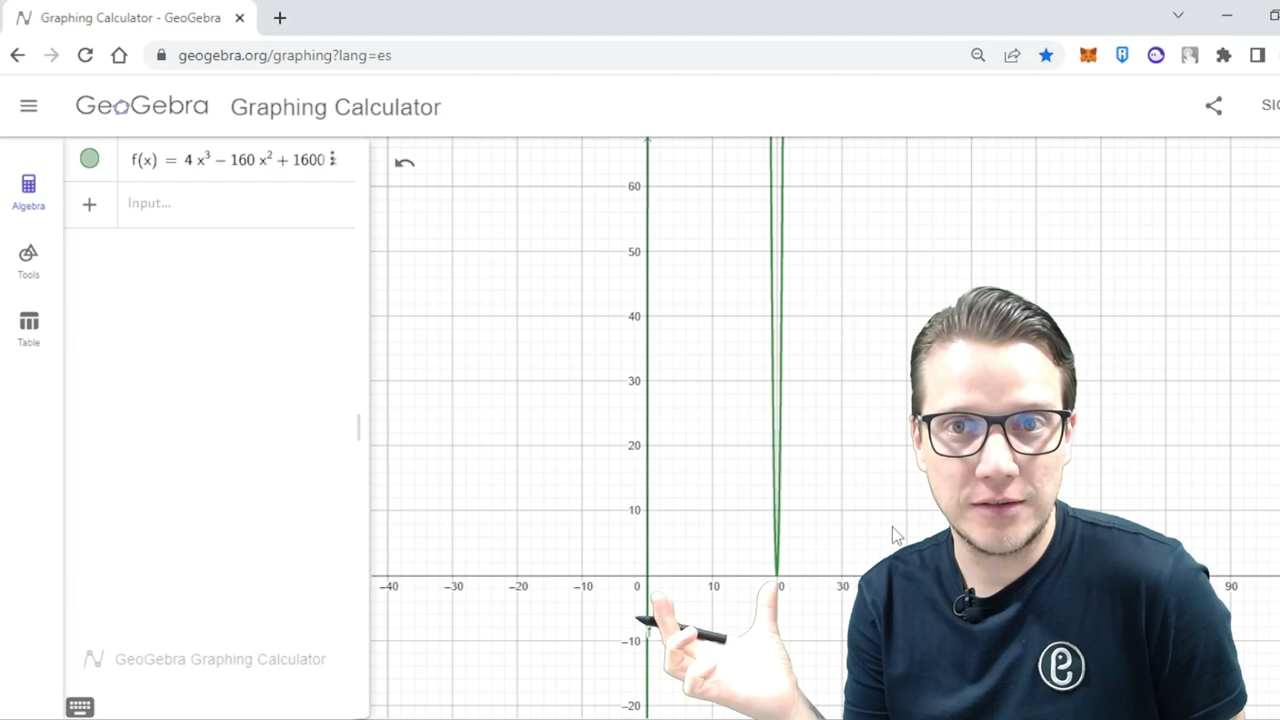 Graphing Calculator - GeoGebra
geogebra.org/graphing?lang=es
GeoGebra Graphing Calculator
f(x) = 4 x³ − 160 x² + 1600
Input...
Algebra
Tools
Table
60
50
40
30
20
10
−10
−20
−40 −30 −20 −10 0 10 30 90
GeoGebra Graphing Calculator